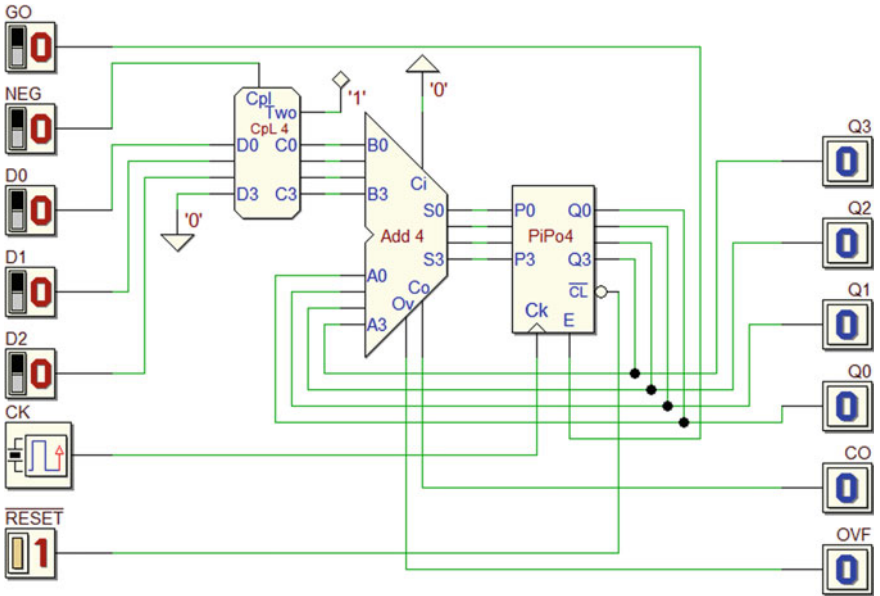 GO
0
NEG
0
D0
0
D1
0
D2
0
CK
RESET
1
Cpl
Two
CpL 4
D0 C0
D3 C3
'1'
'0'
'0'
B0
B3
Ci
Add 4
S0
S3
A0
A3
Co
Ov
P0 Q0
PiPo4
P3 Q3
CL
Ck
E
Q3
0
Q2
0
Q1
0
Q0
0
CO
0
OVF
0